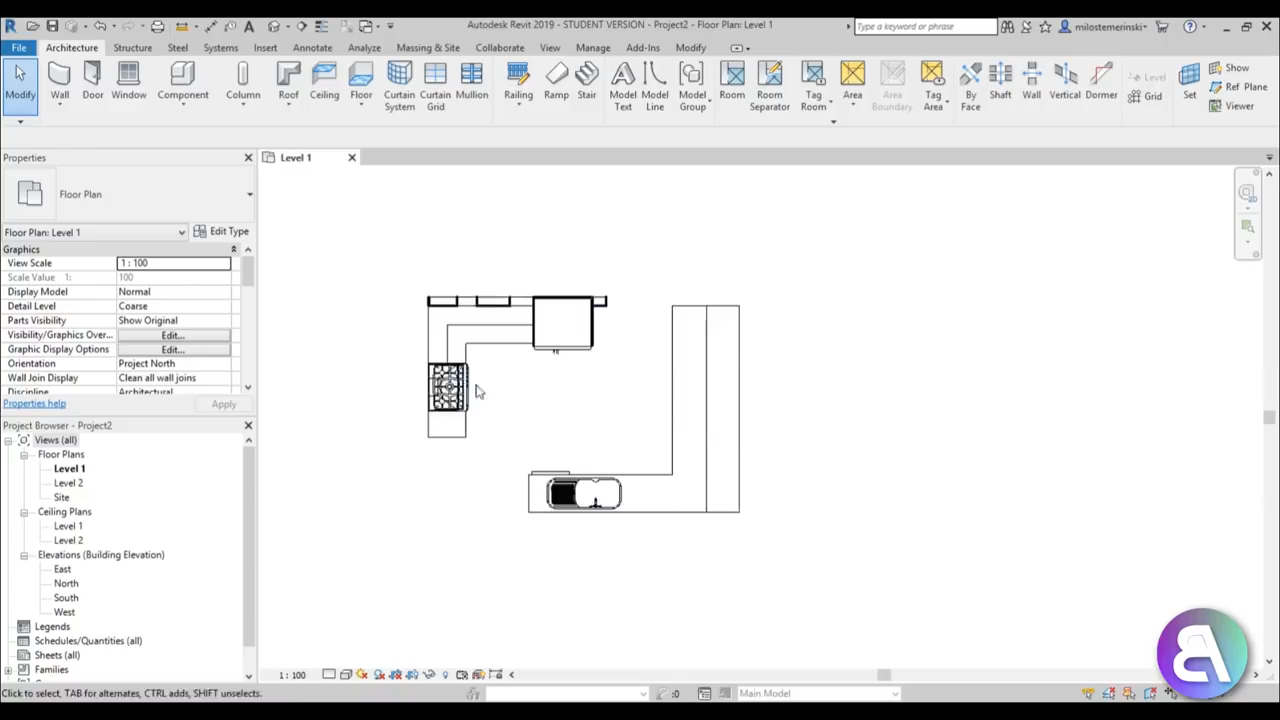 Autodesk Revit 2019 - STUDENT VERSION - Project2 - Floor Plan: Level 1
Type a keyword or phrase
milostemerinski
File Architecture Structure Steel Systems Insert Annotate Analyze Massing & Site Collaborate View Manage Add-Ins Modify
Modify Wall Door Window Component Column Roof Ceiling Floor Curtain System Curtain Grid Mullion Railing Ramp Stair Model Text Model Line Model Group Room Room Separator Tag Room Area Area Boundary Tag Area By Face Shaft Wall Vertical Dormer Level Grid Set Show Ref Plane Viewer
Properties
Level 1
Floor Plan
Floor Plan: Level 1 Edit Type
Graphics
View Scale 1 : 100
Scale Value 1: 100
Display Model Normal
Detail Level Coarse
Parts Visibility Show Original
Visibility/Graphics Over... Edit...
Graphic Display Options Edit...
Orientation Project North
Wall Join Display Clean all wall joins
Discipline Architectural
Properties help Apply
Project Browser - Project2
Views (all)
Floor Plans
Level 1
Level 2
Site
Ceiling Plans
Level 1
Level 2
Elevations (Building Elevation)
East
North
South
West
Legends
Schedules/Quantities (all)
Sheets (all)
Families
1 : 100
Click to select, TAB for alternates, CTRL adds, SHIFT unselects.
:0
Main Model